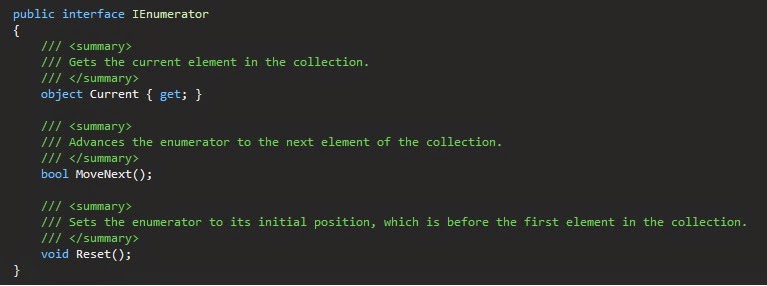 public interface IEnumerator
{
/// <summary>
/// Gets the current element in the collection.
/// </summary>
object Current { get; }
/// <summary>
/// Advances the enumerator to the next element of the collection.
/// </summary>
bool MoveNext();
/// <summary>
/// Sets the enumerator to its initial position, which is before the first element in the collection.
/// </summary>
void Reset();
}